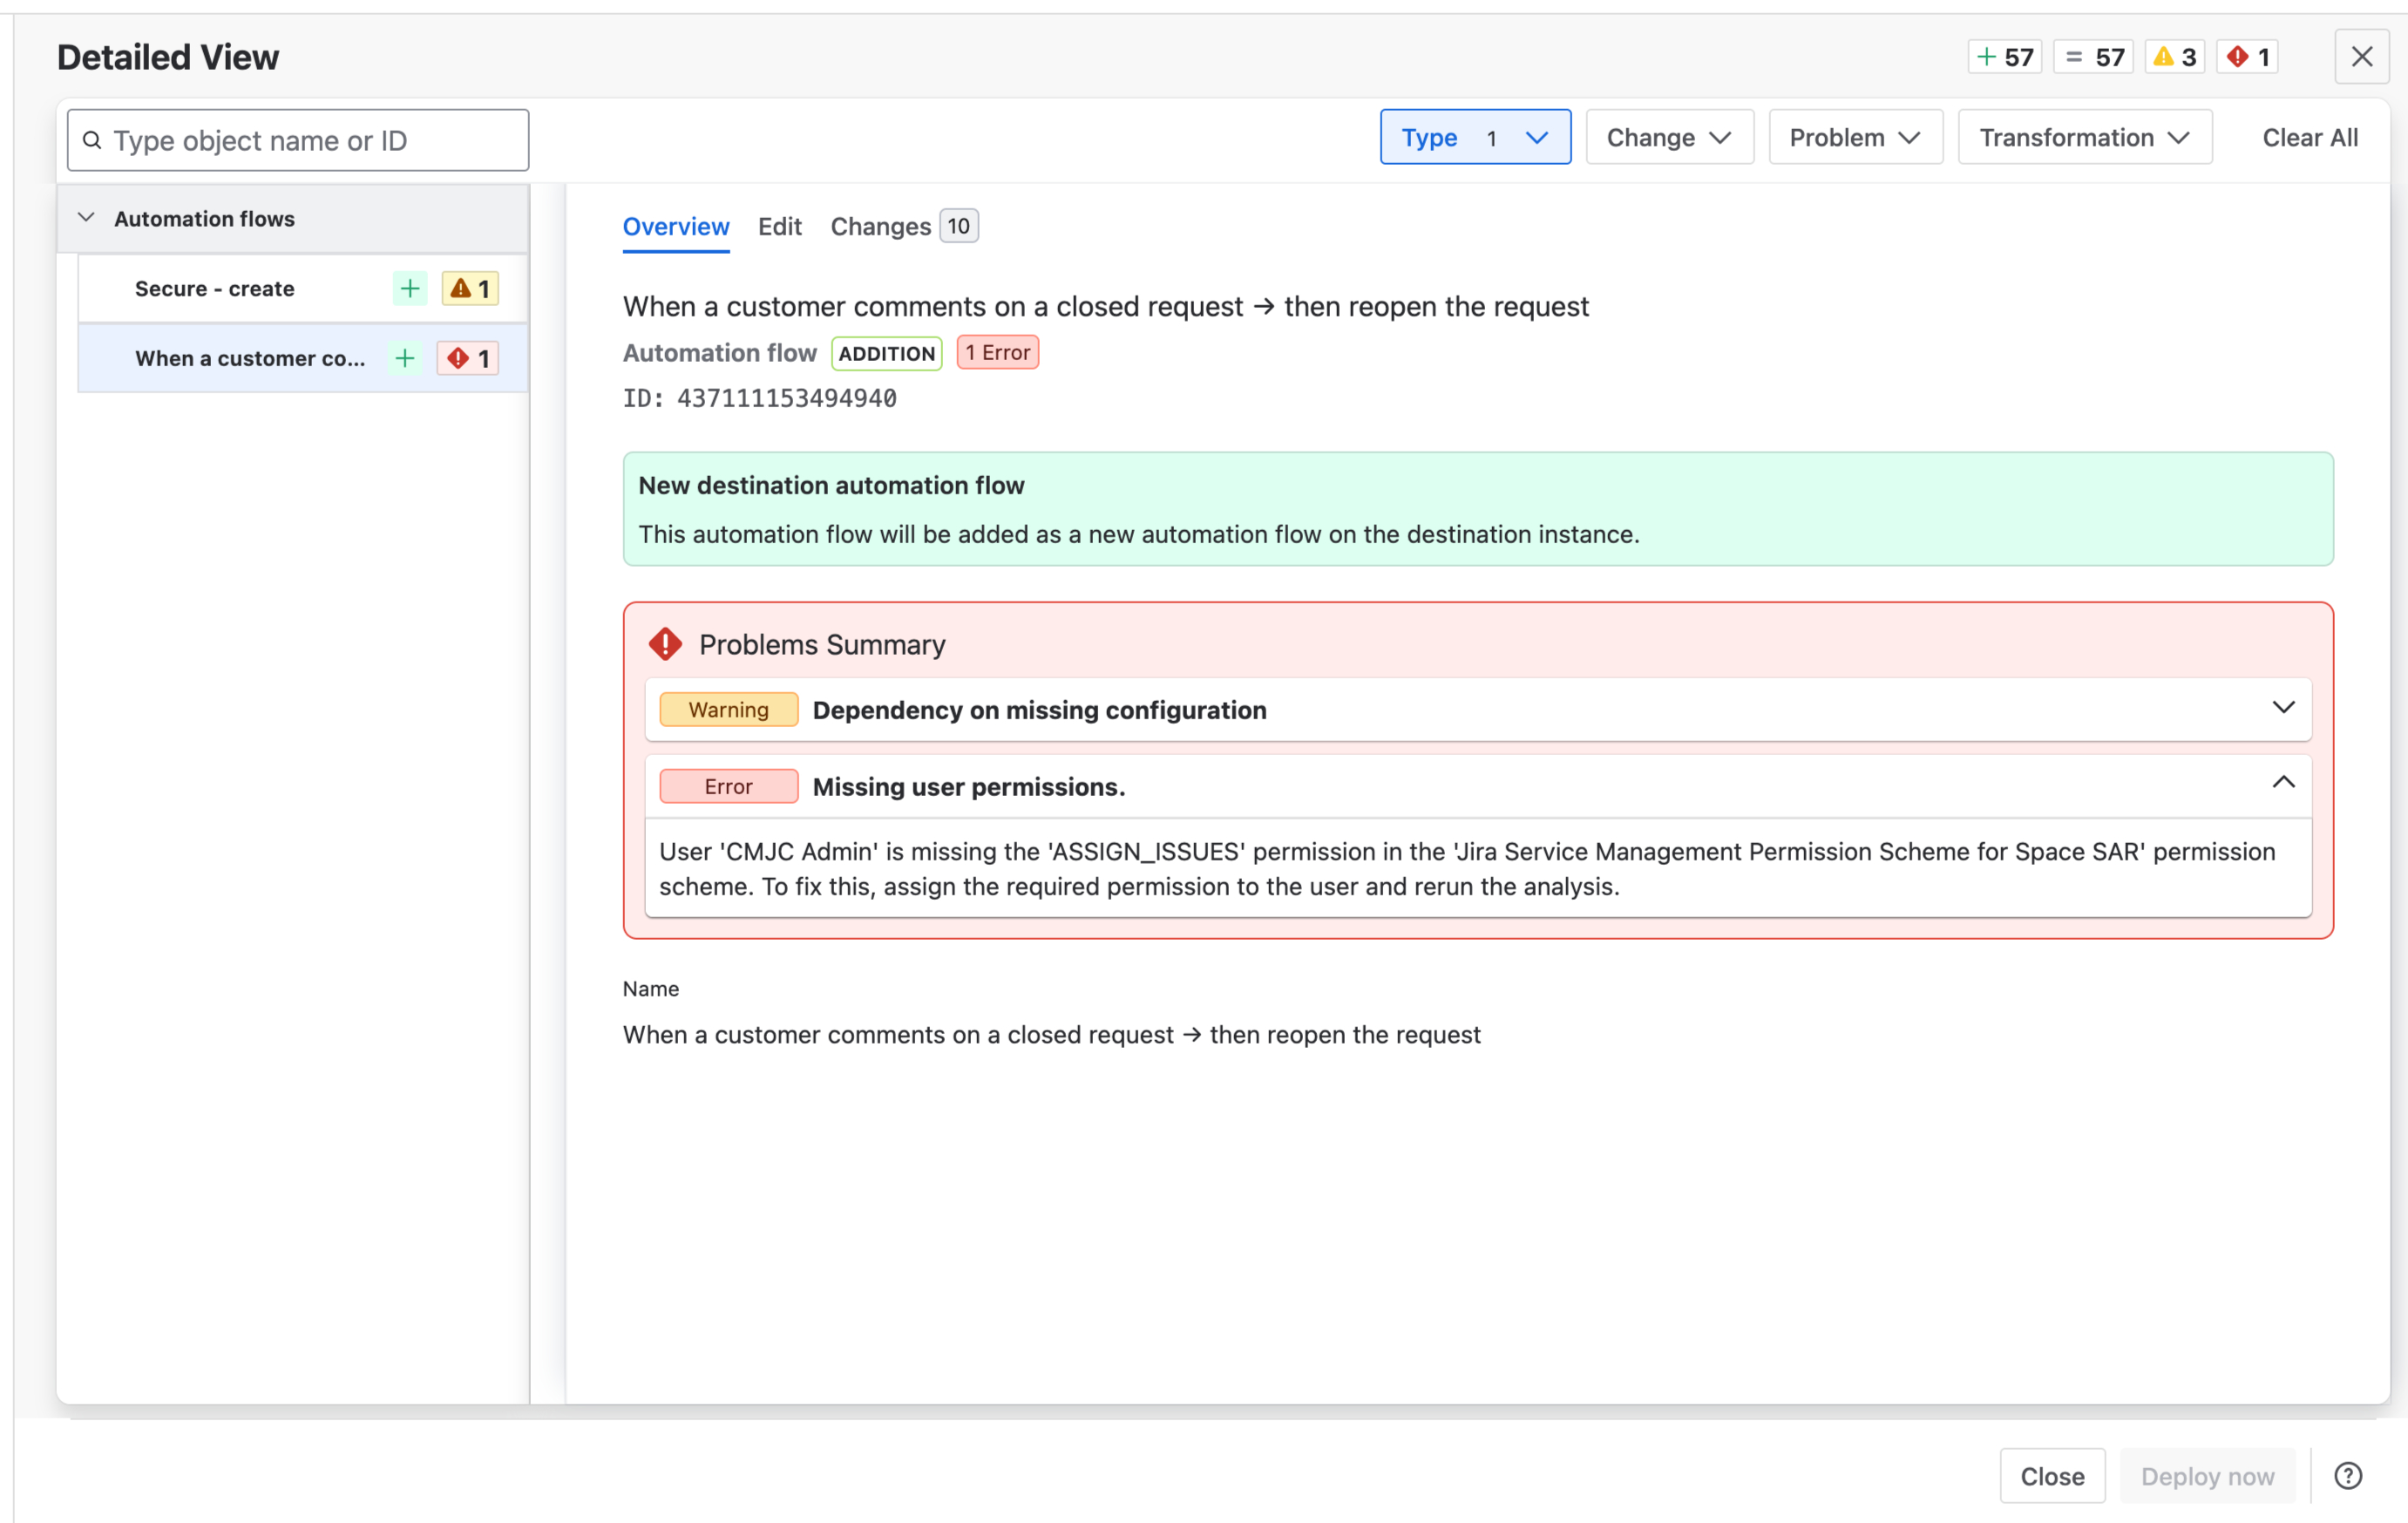 Detailed View
57
= 57
3
1
Type object name or ID
Type 1
Change
Problem
Transformation
Clear All
Automation flows
Secure - create + 1
When a customer co... + 1
Overview
Edit
Changes 10
When a customer comments on a closed request → then reopen the request
Automation flow ADDITION 1 Error
ID: 437111153494940
New destination automation flow
This automation flow will be added as a new automation flow on the destination instance.
Problems Summary
Warning Dependency on missing configuration
Error Missing user permissions.
User 'CMJC Admin' is missing the 'ASSIGN_ISSUES' permission in the 'Jira Service Management Permission Scheme for Space SAR' permission
scheme. To fix this, assign the required permission to the user and rerun the analysis.
Name
When a customer comments on a closed request → then reopen the request
Close
Deploy now